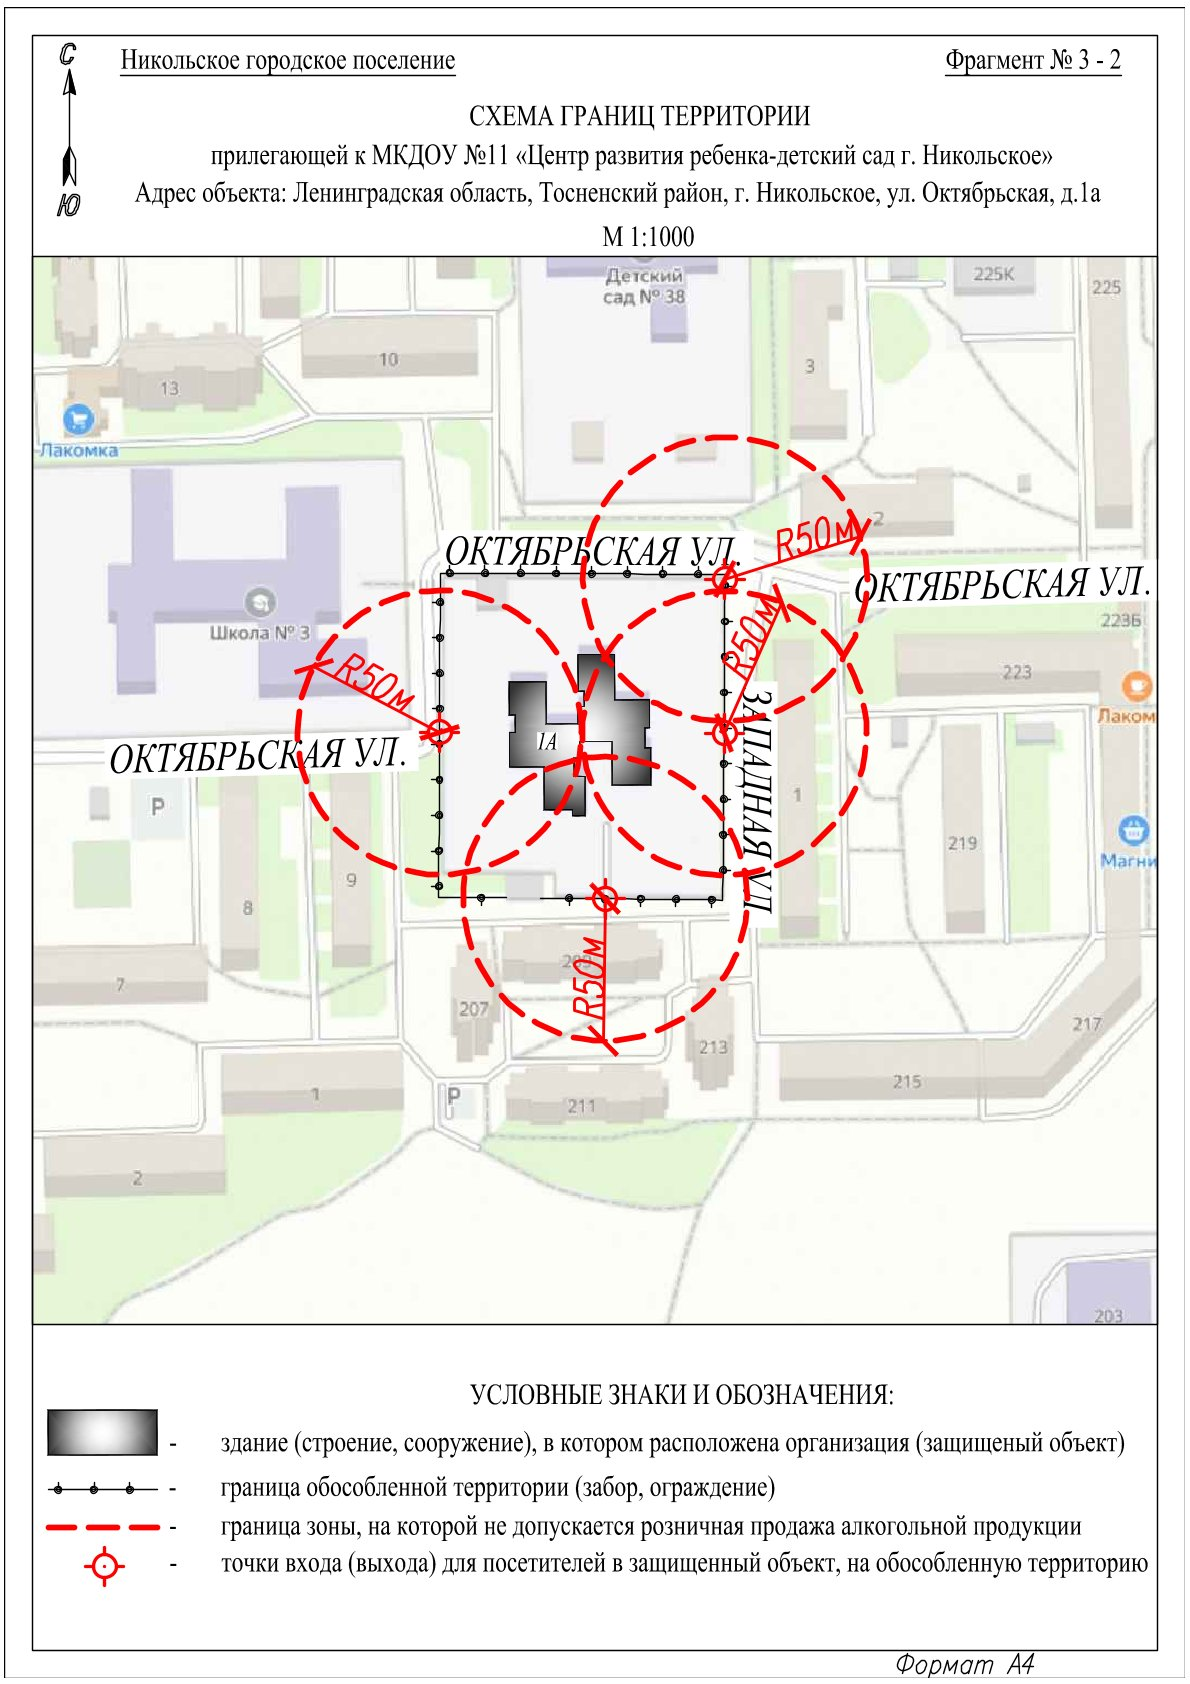 С
Никольское городское поселение
Фрагмент № 3 - 2
СХЕМА ГРАНИЦ ТЕРРИТОРИИ
прилегающей к МКДОУ №11 «Центр развития ребенка-детский сад г. Никольское»
Адрес объекта: Ленинградская область, Тосненский район, г. Никольское, ул. Октябрьская, д.1а
Ю
М 1:1000
Детский
сад № 38
225К
225
10
3
13
Лакомка
2
R50м
ОКТЯБРЬСКАЯ УЛ.
ОКТЯБРЬСКАЯ УЛ.
Школа № 3
R50м
223Б
223
R50м
Лаком
ЗАПАДНАЯ УЛ
1А
ОКТЯБРЬСКАЯ УЛ.
P
1
219
Магни
9
8
R50м
7
207
217
213
215
1
P
211
2
203
УСЛОВНЫЕ ЗНАКИ И ОБОЗНАЧЕНИЯ:
- здание (строение, сооружение), в котором расположена организация (защищеный объект)
- граница обособленной территории (забор, ограждение)
- граница зоны, на которой не допускается розничная продажа алкогольной продукции
- точки входа (выхода) для посетителей в защищенный объект, на обособленную территорию
Формат А4